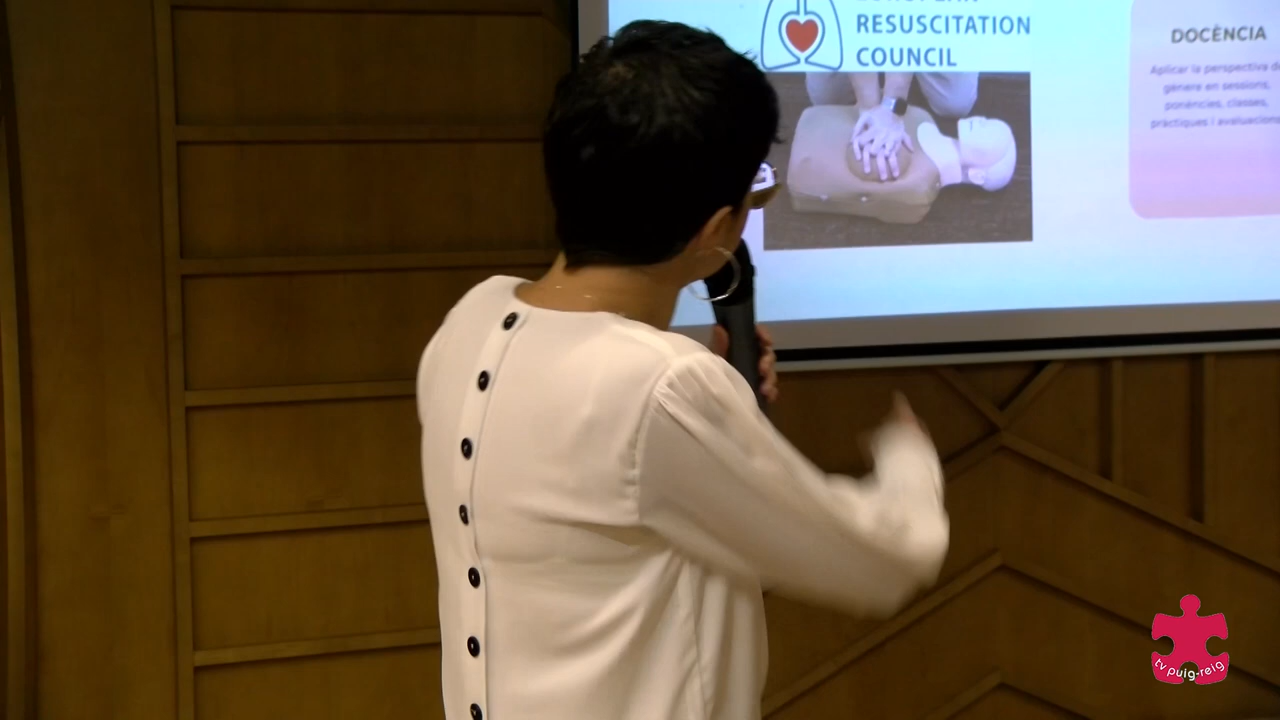 RESUSCITATION
COUNCIL
DOCÈNCIA
Aplicar la perspectiva
gènere en sessions,
ponències, classes,
pràctiques i avaluacions
tv puig-reig